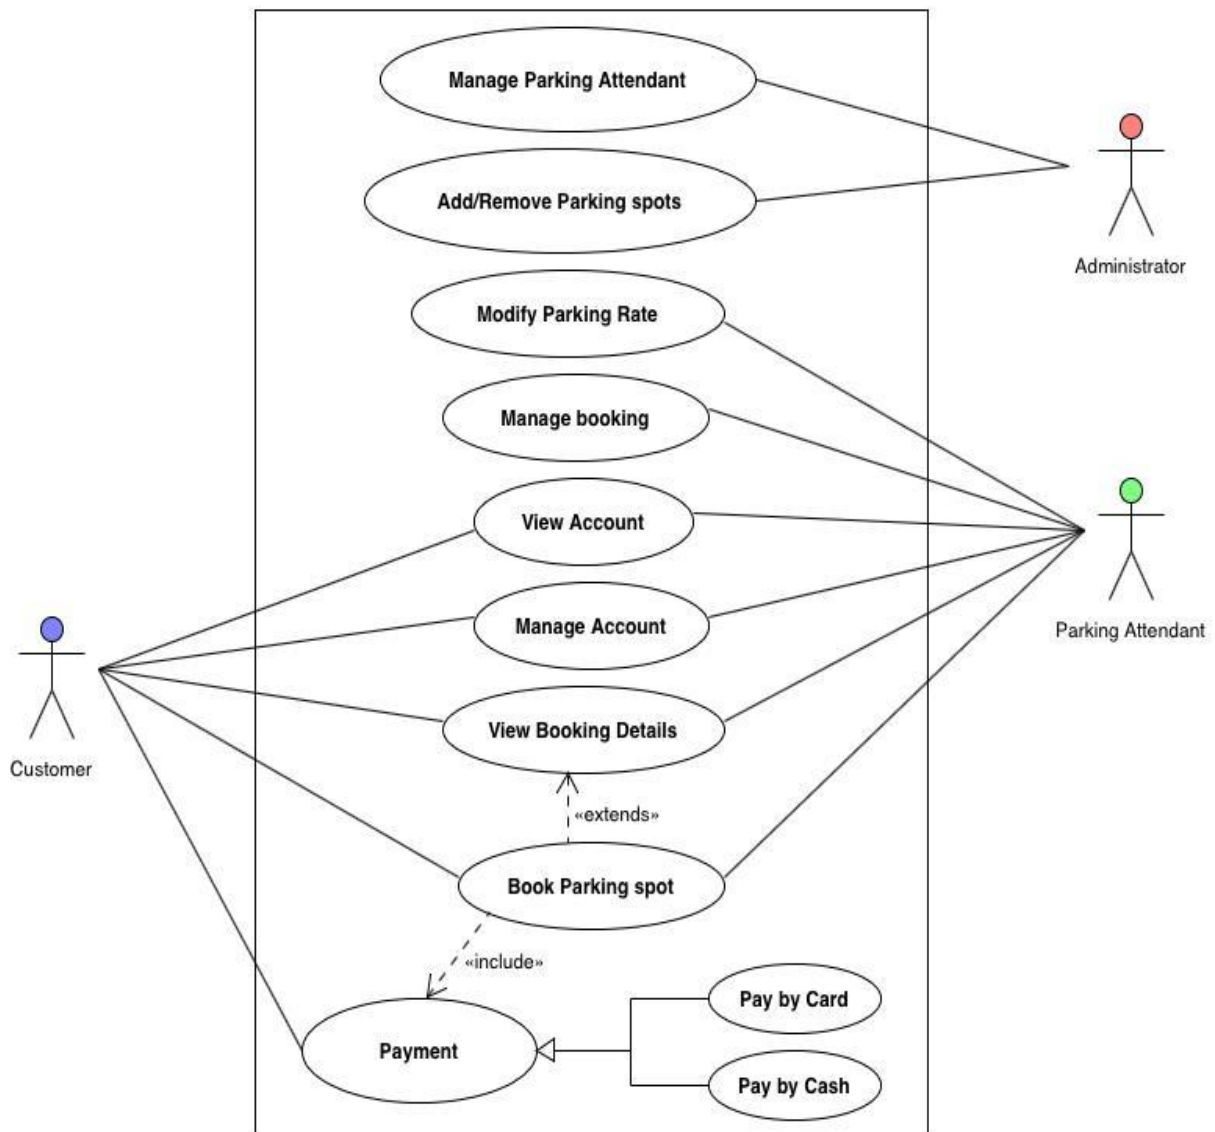 Manage Parking Attendant
Add/Remove Parking spots
Administrator
Modify Parking Rate
Manage booking
View Account
Manage Account
Parking Attendant
View Booking Details
Customer
«extends»
Book Parking spot
«include»
Pay by Card
Payment
Pay by Cash